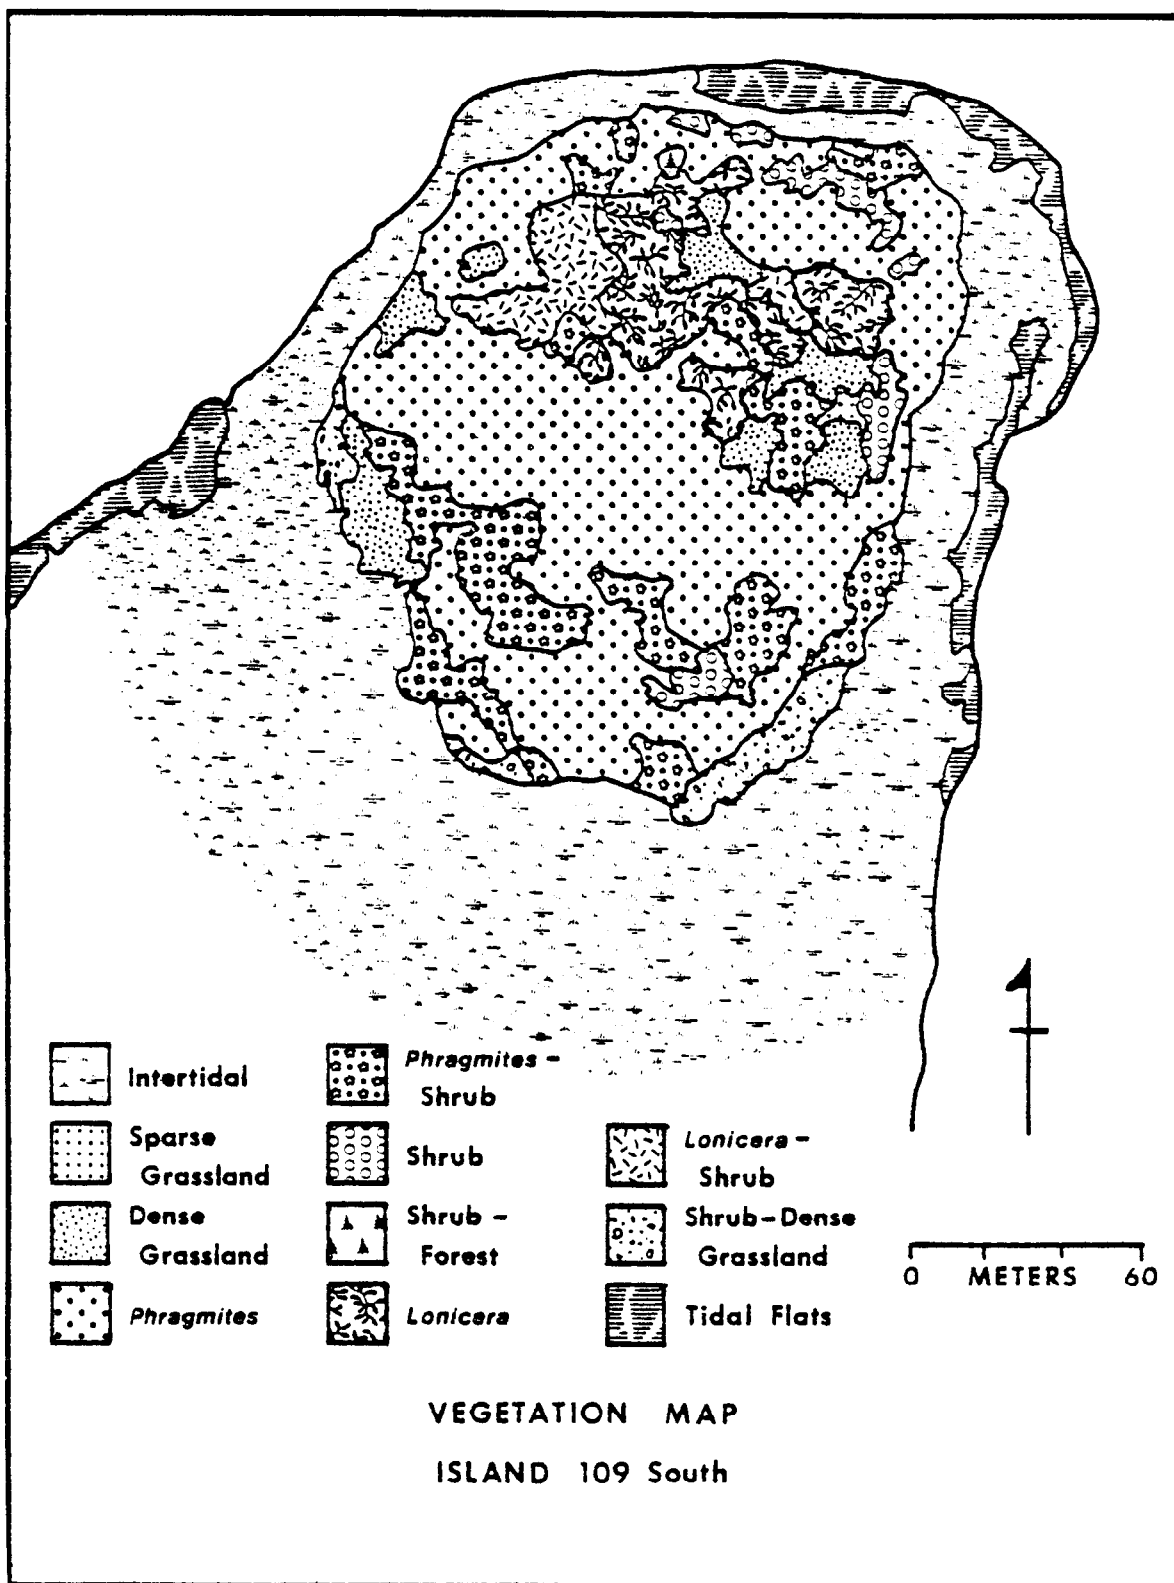 Intertidal
Sparse
Grassland
Dense
Grassland
Phragmites
Phragmites -
Shrub
Shrub
Shrub -
Forest
Lonicera
Lonicera -
Shrub
Shrub-Dense
Grassland
Tidal Flats
0 METERS 60
VEGETATION MAP
ISLAND 109 South